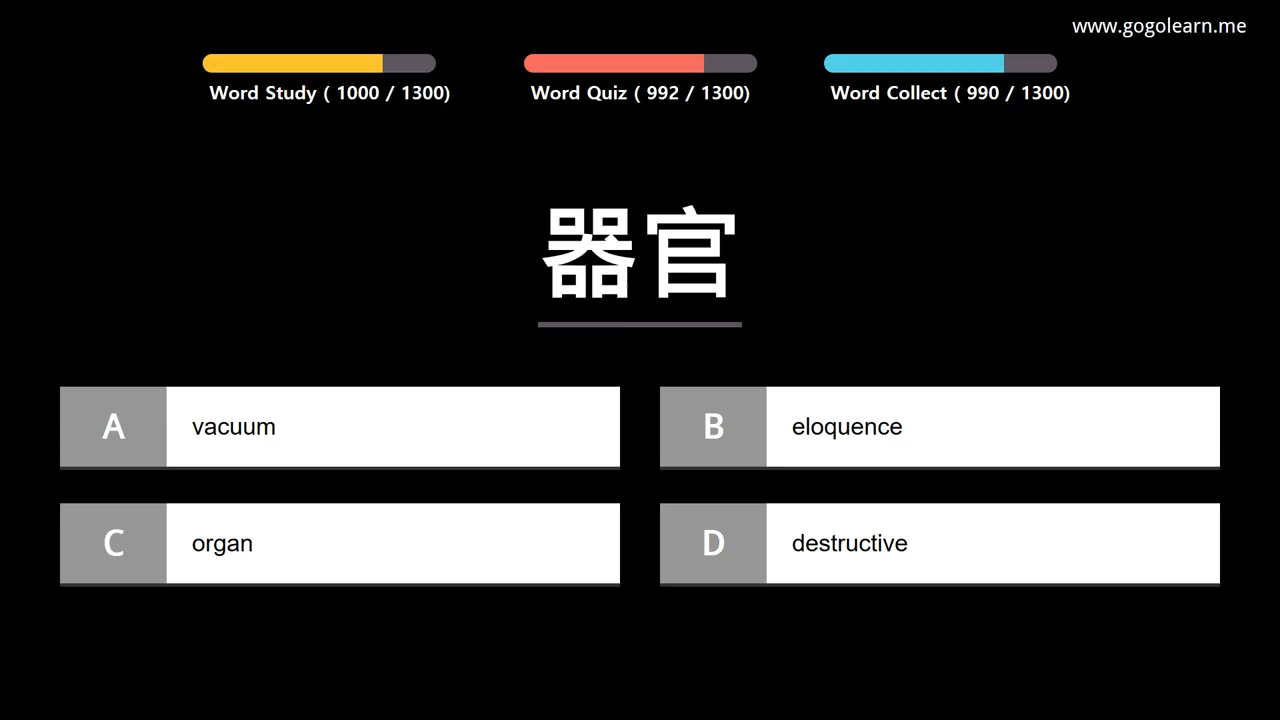 www.gogolearn.me
Word Study ( 1000 / 1300)
Word Quiz ( 992 / 1300)
Word Collect ( 990 / 1300)
器官
A vacuum
B eloquence
C organ
D destructive